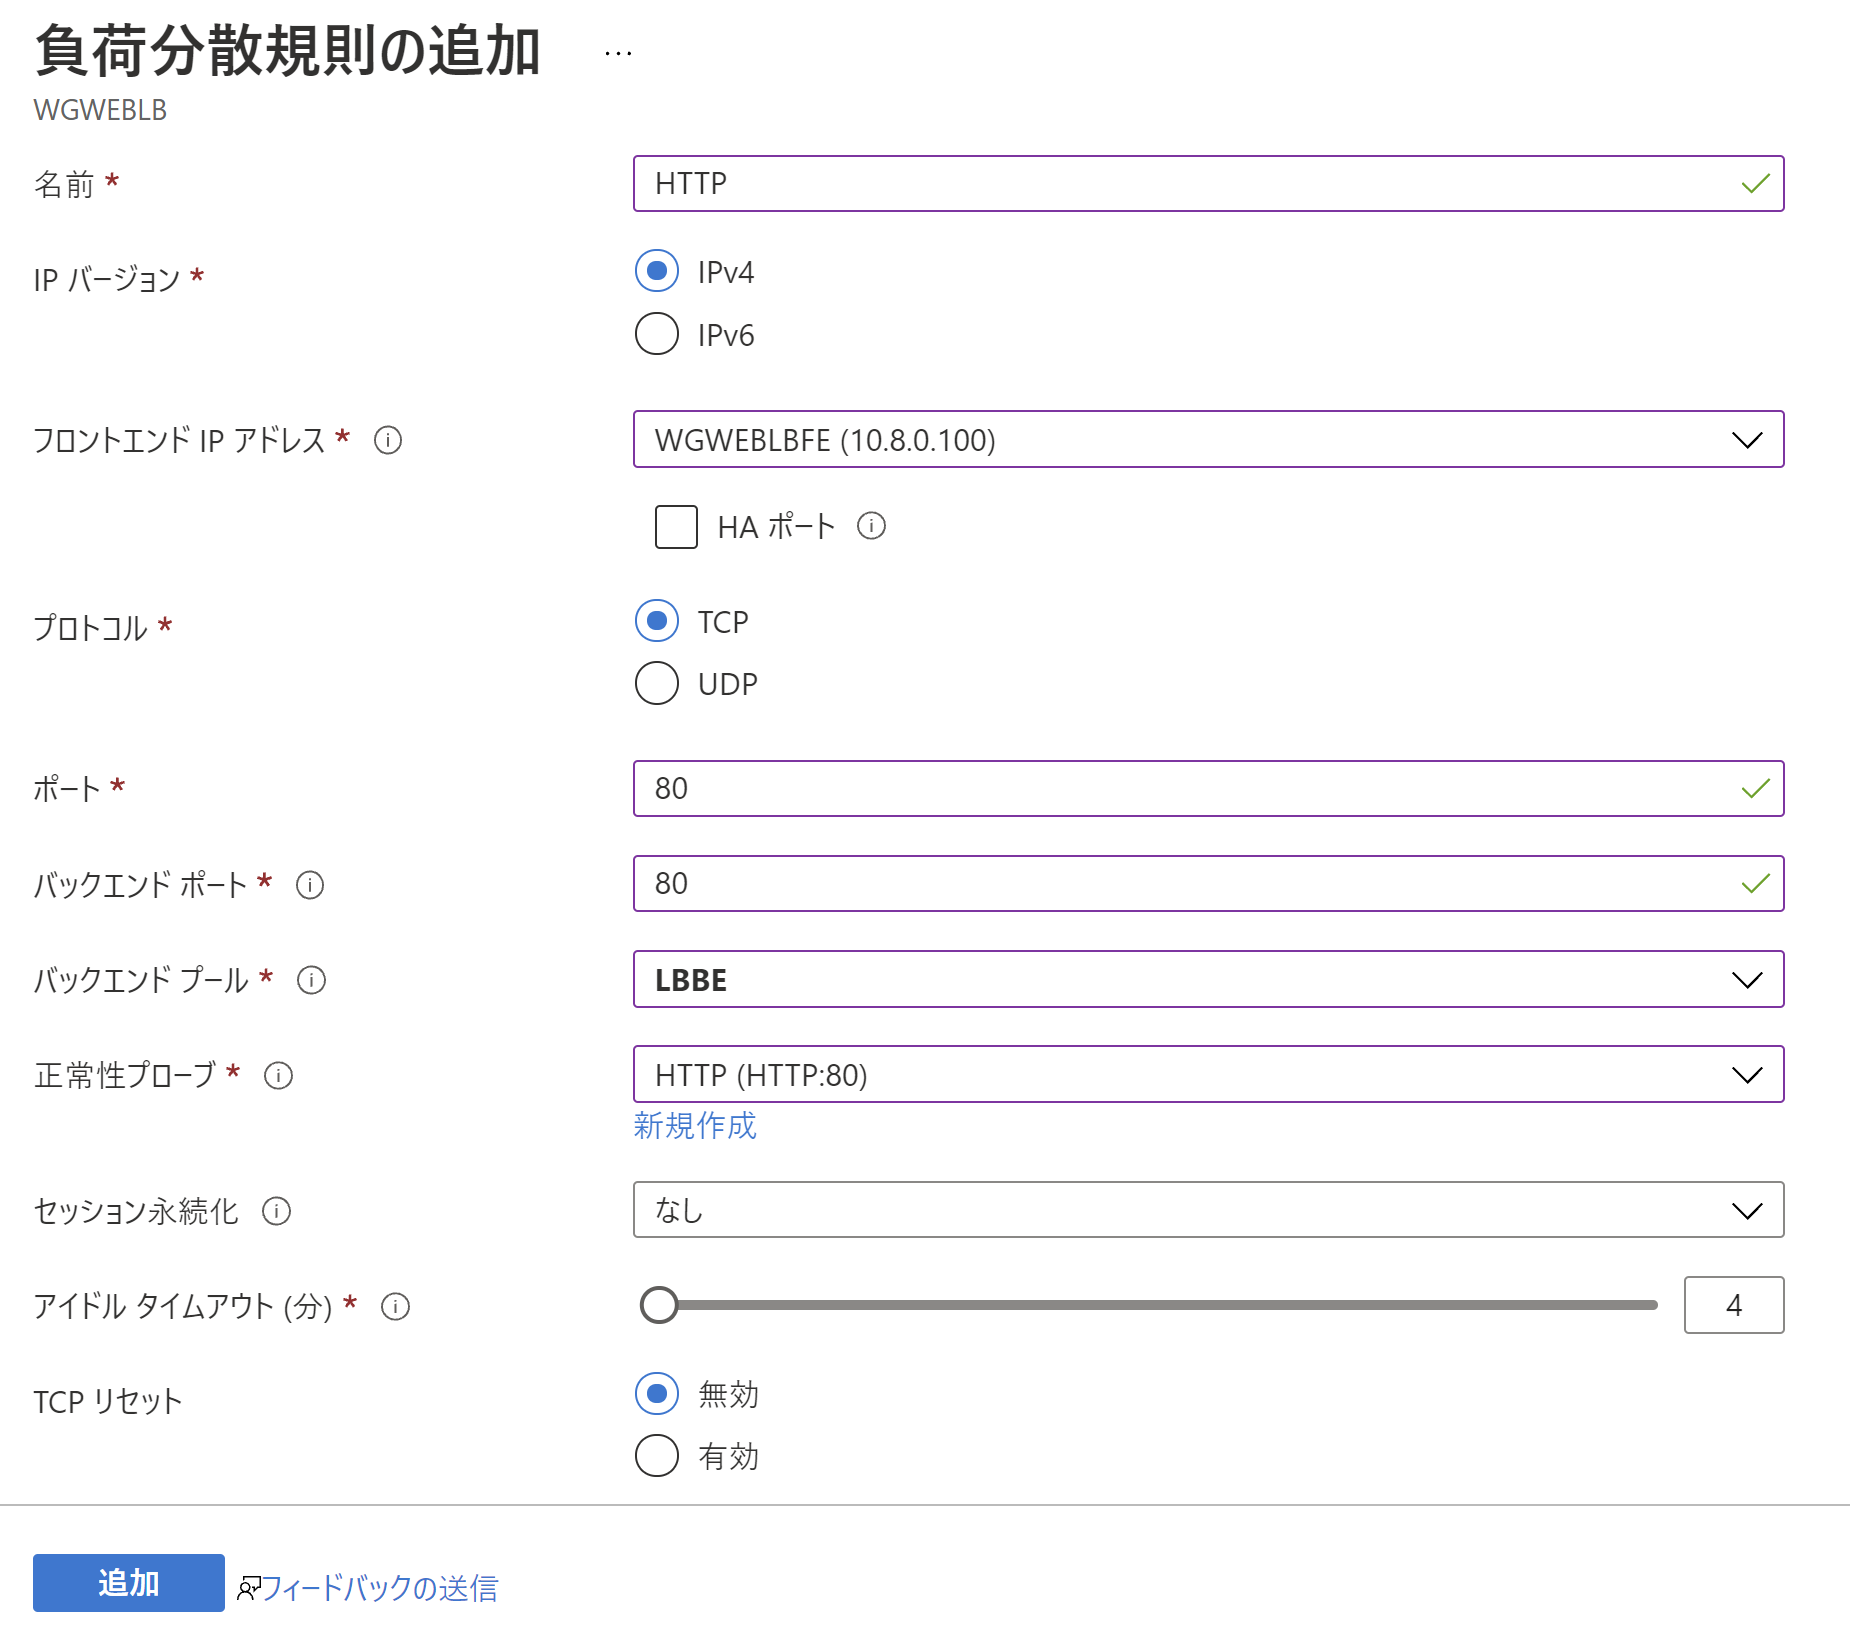 負荷分散規則の追加 ...
WGWEBLB
名前 * HTTP
IP バージョン * IPv4
IPv6
フロントエンド IP アドレス * WGWEBLBFE (10.8.0.100)
HA ポート
プロトコル * TCP
UDP
ポート * 80
バックエンド ポート * 80
バックエンド プール * LBBE
正常性プローブ * HTTP (HTTP:80)
新規作成
セッション永続化 なし
アイドル タイムアウト (分) * 4
TCP リセット 無効
有効
追加 フィードバックの送信